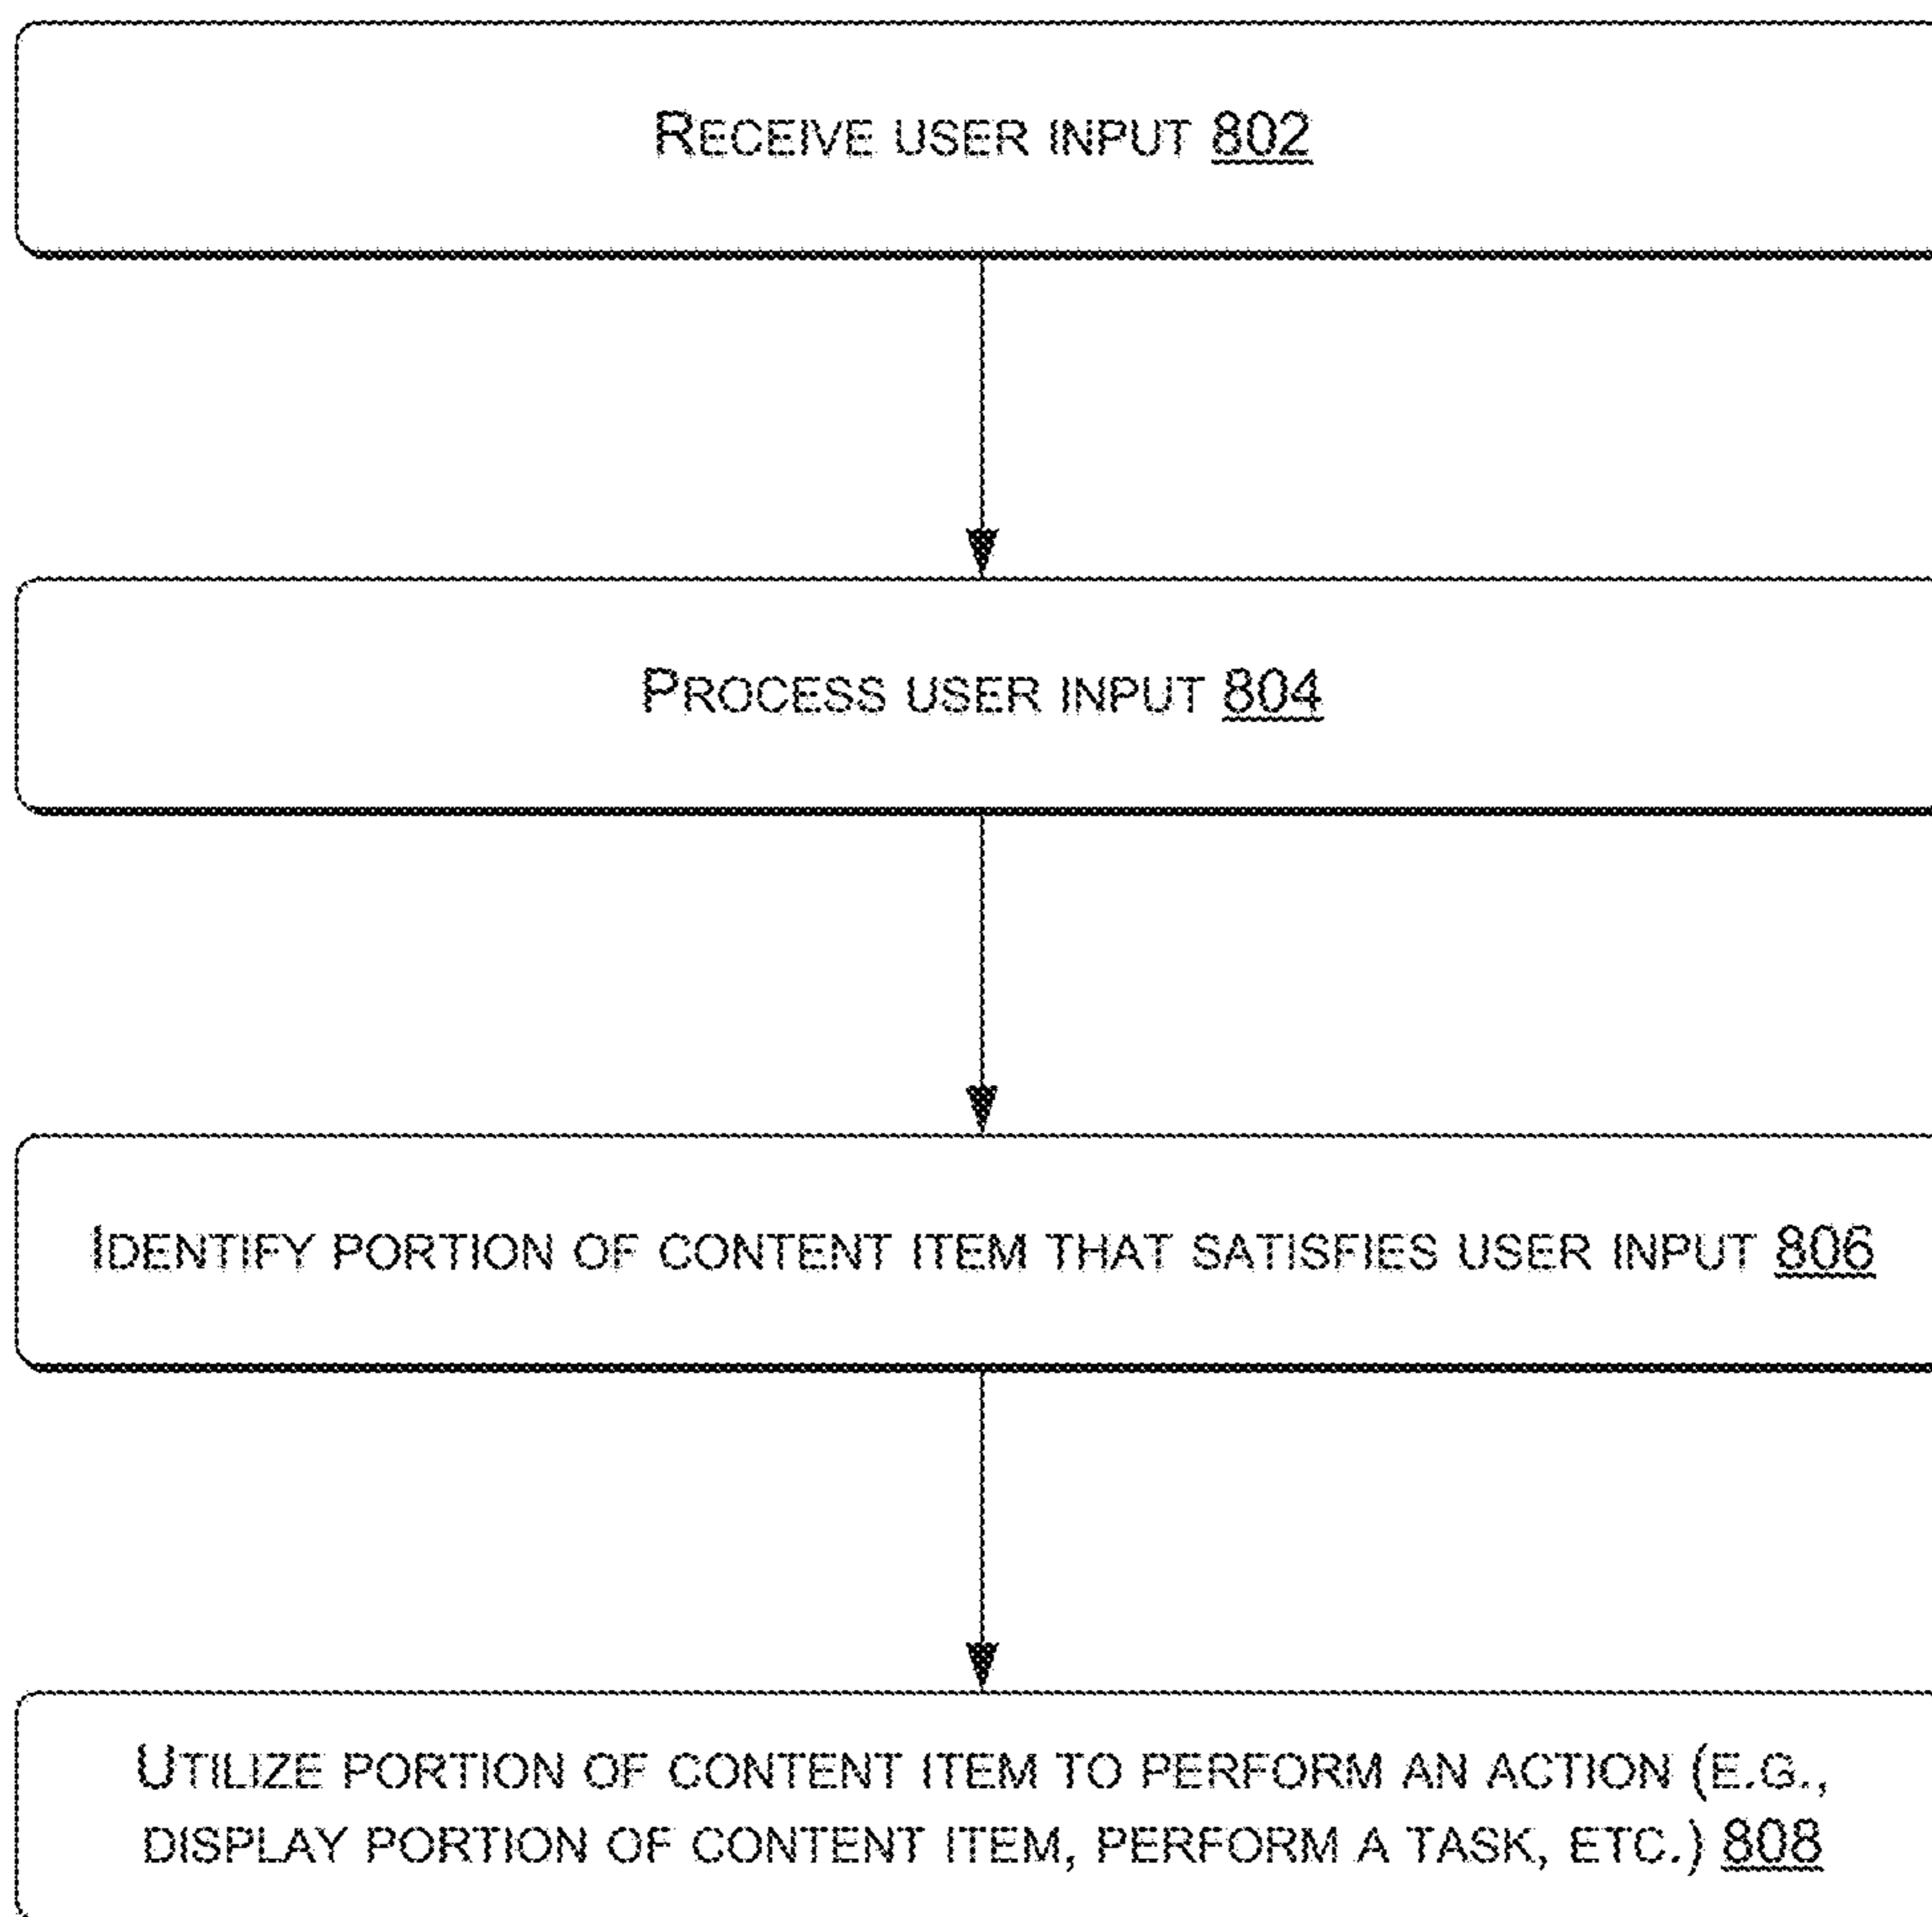 RECEIVE USER INPUT 802
PROCESS USER INPUT 804
IDENTIFY PORTION OF CONTENT ITEM THAT SATISFIES USER INPUT 806
UTILIZE PORTION OF CONTENT ITEM TO PERFORM AN ACTION (E.G.,
DISPLAY PORTION OF CONTENT ITEM, PERFORM A TASK, ETC.) 808